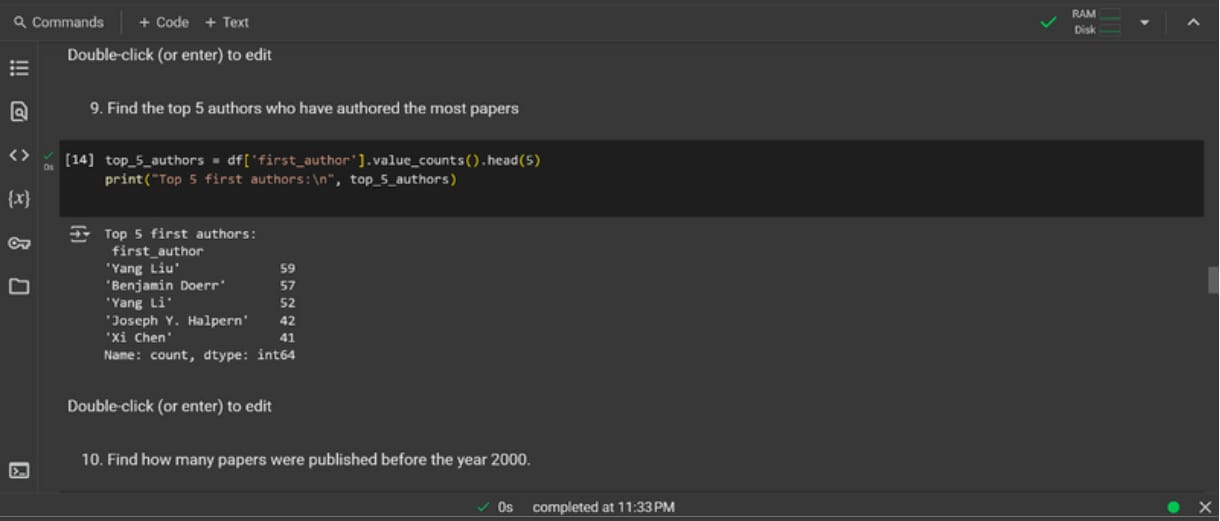 Commands + Code + Text
RAM
Disk
Double-click (or enter) to edit
9. Find the top 5 authors who have authored the most papers
0s
[14] top_5_authors = df['first_author'].value_counts().head(5)
print("Top 5 first authors:\n", top_5_authors)
Top 5 first authors:
first_author
'Yang Liu' 59
'Benjamin Doerr' 57
'Yang Li' 52
'Joseph Y. Halpern' 42
'Xi Chen' 41
Name: count, dtype: int64
Double-click (or enter) to edit
10. Find how many papers were published before the year 2000.
0s completed at 11:33 PM